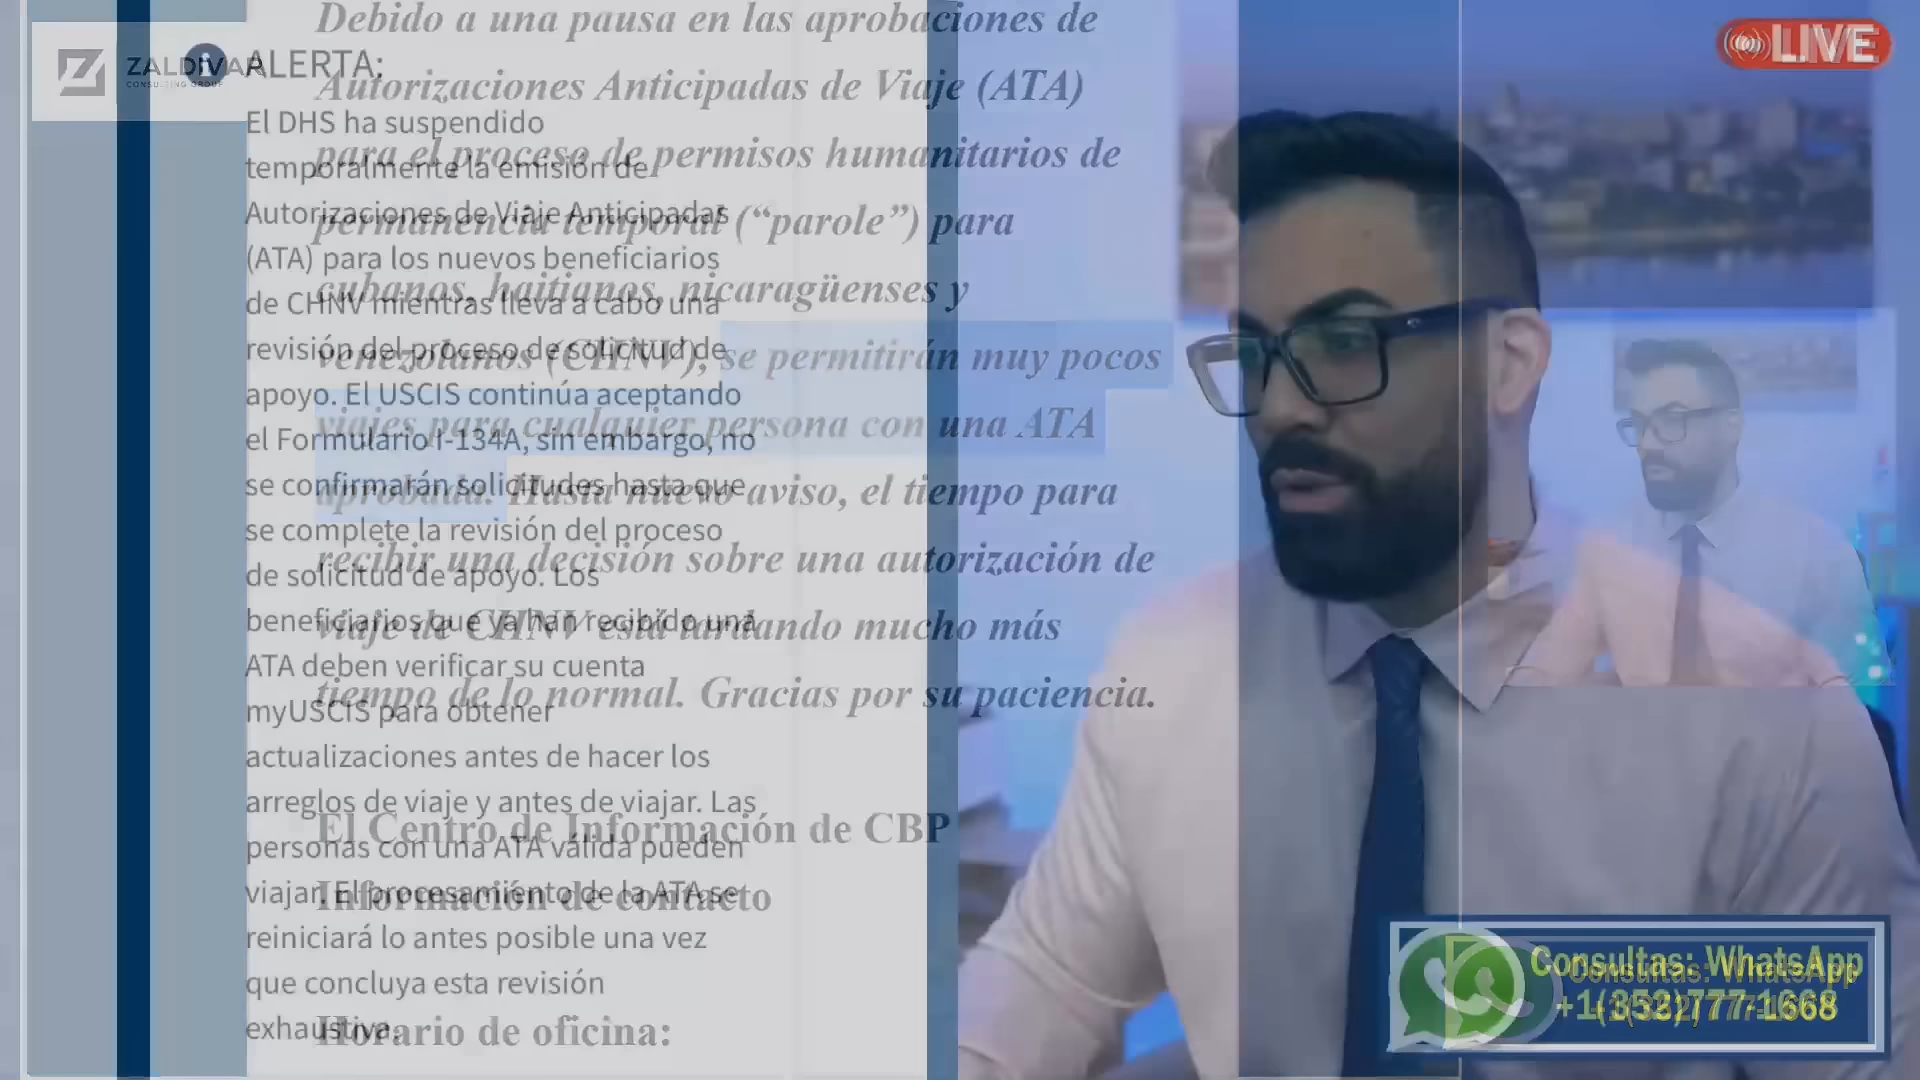 ZALDIVAR
CONSULTING GROUP
LIVE
ALERTA:
El DHS ha suspendido
temporalmente la emisión de
Autorizaciones de Viaje Anticipadas
(ATA) para los nuevos beneficiarios
de CHNV mientras lleva a cabo una
revisión del proceso de solicitud de
apoyo. El USCIS continúa aceptando
el Formulario I-134A, sin embargo, no
se confirmarán solicitudes hasta que
se complete la revisión del proceso
de solicitud de apoyo. Los
beneficiarios que ya han recibido una
ATA deben verificar su cuenta
myUSCIS para obtener
actualizaciones antes de hacer los
arreglos de viaje y antes de viajar. Las
personas con una ATA válida pueden
viajar. El procesamiento de la ATA se
reiniciará lo antes posible una vez
que concluya esta revisión
exhaustiva.
Debido a una pausa en las aprobaciones de
Autorizaciones Anticipadas de Viaje (ATA)
para el proceso de permisos humanitarios de
permanencia temporal (“parole”) para
cubanos, haitianos, nicaragüenses y
venezolanos (CHNV), se permitirán muy pocos
viajes para cualquier persona con una ATA
aprobada. Hasta nuevo aviso, el tiempo para
recibir una decisión sobre una autorización de
viaje de CHNV está tardando mucho más
tiempo de lo normal. Gracias por su paciencia.
El Centro de Información de CBP
Información de contacto
Horario de oficina:
Consultas: WhatsApp
+1(352)777-1668
Consultas: WhatsApp
+1(352)777-1668